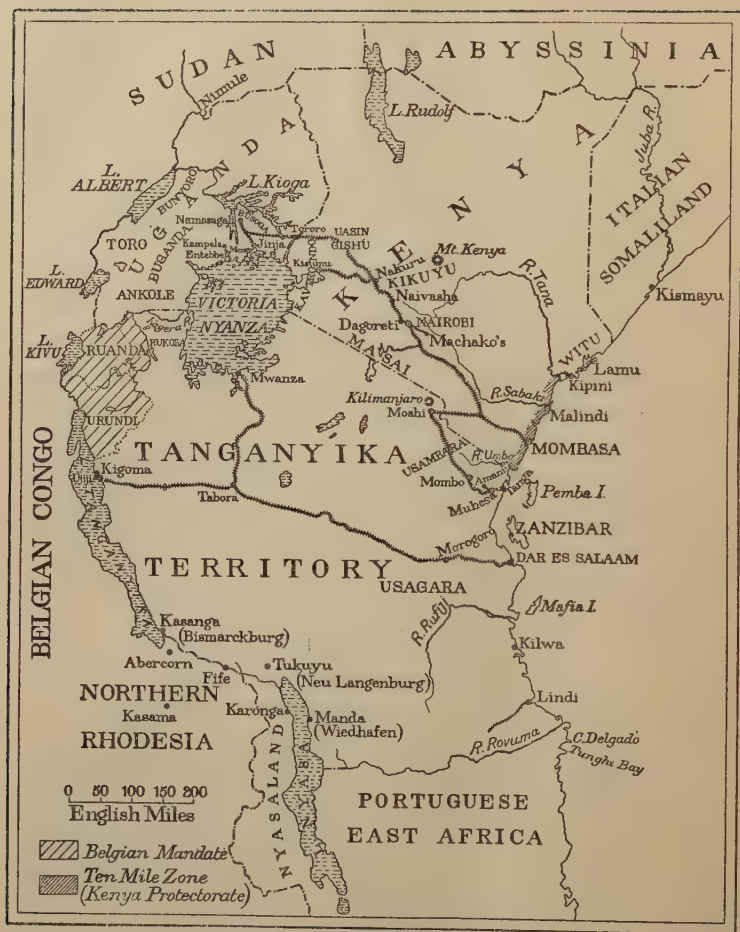 SUDAN
ABYSSINIA
Nimule
L. Rudolf
Juba R.
UGANDA
L.
ALBERT
BUNYORO
L. Kioga
KENYA
ITALIAN
SOMALILAND
Namasagali
BUSOGA
Tororo
UASIN
GISHU
TORO
BUGANDA
Kampala
Jinja
Entebbe
Kisumu
KAVIRONDO
Mt. Kenya
Nakuru
KIKUYU
R. Tana
L.
EDWARD
Naivasha
Kismayu
ANKOLE
VICTORIA
NYANZA
Dagoreti
NAIROBI
Machako's
L.
KIVU
RUANDA
Kagera R.
BUKOBA
MASAI
WITU
Lamu
Kipini
Mwanza
R. Sabaki
Kilimanjaro
Moshi
Malindi
URUNDI
TANGANYIKA
MOMBASA
USAMBARA
R. Umba
BELGIAN CONGO
Kigoma
Ujiji
Mombo
Amani
Tanga
Pemba I.
Tabora
Muhesa
ZANZIBAR
Morogoro
DAR ES SALAAM
TERRITORY
USAGARA
R. Rufiji
Mafia I.
Kasanga
(Bismarckburg)
Kilwa
Abercorn
Tukuyu
(Neu Langenburg)
Fife
NORTHERN
Kasama
Karonga
Manda
(Wiedhafen)
Lindi
RHODESIA
R. Rovuma
C. Delgado
Tunghi Bay
NYASALAND
NYASA
PORTUGUESE
EAST AFRICA
0 50 100 150 200
English Miles
Belgian Mandate
Ten Mile Zone
(Kenya Protectorate)